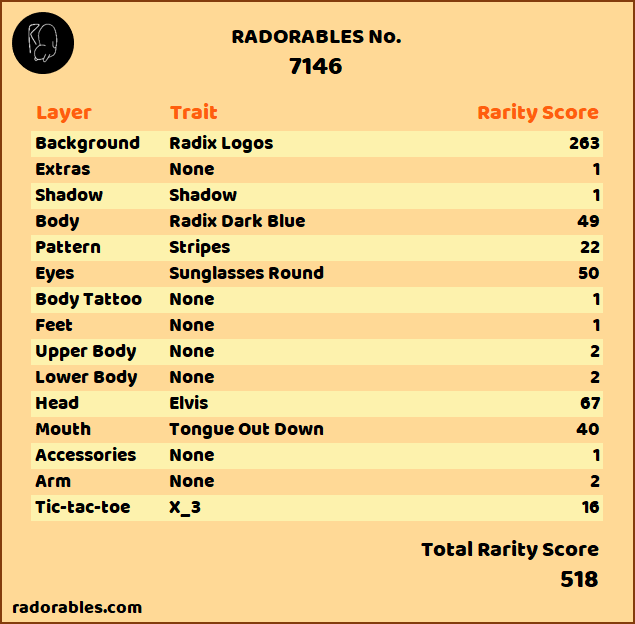 RADORABLES No.
7146
Layer Trait Rarity Score
Background Radix Logos 263
Extras None 1
Shadow Shadow 1
Body Radix Dark Blue 49
Pattern Stripes 22
Eyes Sunglasses Round 50
Body Tattoo None 1
Feet None 1
Upper Body None 2
Lower Body None 2
Head Elvis 67
Mouth Tongue Out Down 40
Accessories None 1
Arm None 2
Tic-tac-toe X_3 16
Total Rarity Score
518
radorables.com